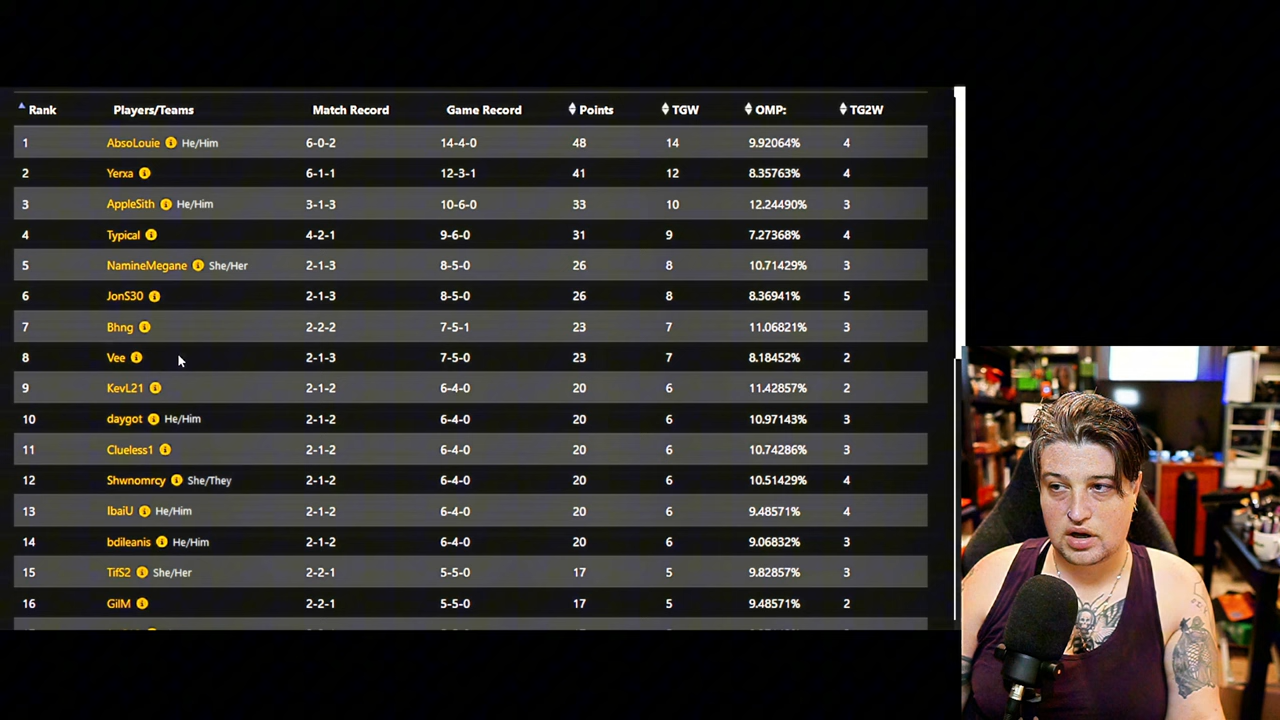 Rank Players/Teams Match Record Game Record Points TGW OMP: TG2W
1 AbsoLouie He/Him 6-0-2 14-4-0 48 14 9.92064% 4
2 Yerxa 6-1-1 12-3-1 41 12 8.35763% 4
3 AppleSith He/Him 3-1-3 10-6-0 33 10 12.24490% 3
4 Typical 4-2-1 9-6-0 31 9 7.27368% 4
5 NamineMegane She/Her 2-1-3 8-5-0 26 8 10.71429% 3
6 JonS30 2-1-3 8-5-0 26 8 8.36941% 5
7 Bhng 2-2-2 7-5-1 23 7 11.06821% 3
8 Vee 2-1-3 7-5-0 23 7 8.18452% 2
9 KevL21 2-1-2 6-4-0 20 6 11.42857% 2
10 daygot He/Him 2-1-2 6-4-0 20 6 10.97143% 3
11 Clueless1 2-1-2 6-4-0 20 6 10.74286% 3
12 Shwnomrcy She/They 2-1-2 6-4-0 20 6 10.51429% 4
13 IbaiU He/Him 2-1-2 6-4-0 20 6 9.48571% 4
14 bdileanis He/Him 2-1-2 6-4-0 20 6 9.06832% 3
15 TifS2 She/Her 2-2-1 5-5-0 17 5 9.82857% 3
16 GilM 2-2-1 5-5-0 17 5 9.48571% 2